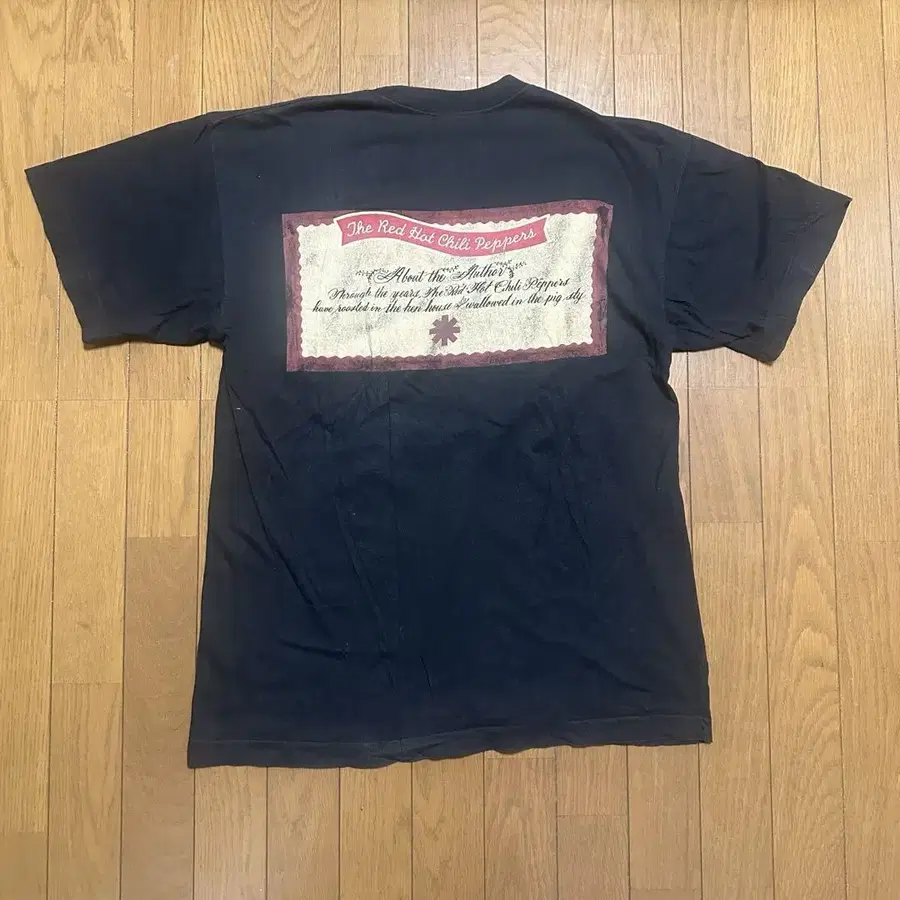 The Red Hot Chili Peppers
About the Author
Through the years, The Red Hot Chili Peppers
have roosted in the hen house & wallowed in the pig sty.